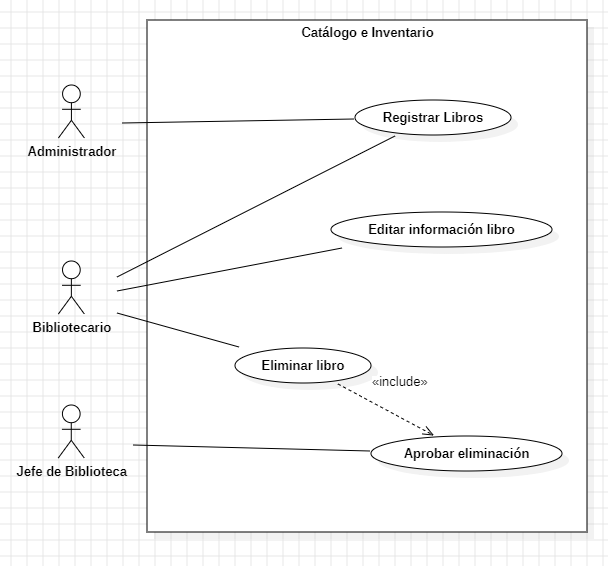 Catálogo e Inventario
Registrar Libros
Administrador
Editar información libro
Bibliotecario
Eliminar libro
«include»
Aprobar eliminación
Jefe de Biblioteca